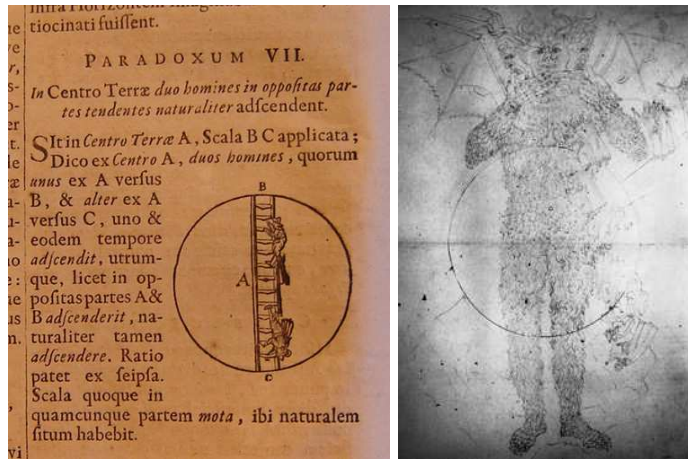 tiocinati fuiſſent.
PARADOXUM VII.
In Centro Terræ duo homines in oppoſitas par-
tes tendentes naturaliter adſcendent.
SIt in Centro Terræ A, Scala B C applicata;
Dico ex Centro A, duos homines, quorum
unus ex A verſus
B, & alter ex A
verſus C, uno &
eodem tempore
adſcendit, utrum-
que, licet in op-
poſitas partes A &
B adſcenderit, na-
turaliter tamen
adſcendere. Ratio
patet ex ſeipſa.
Scala quoque in
quamcunque partem mota, ibi naturalem
ſitum habebit.
B
A
C